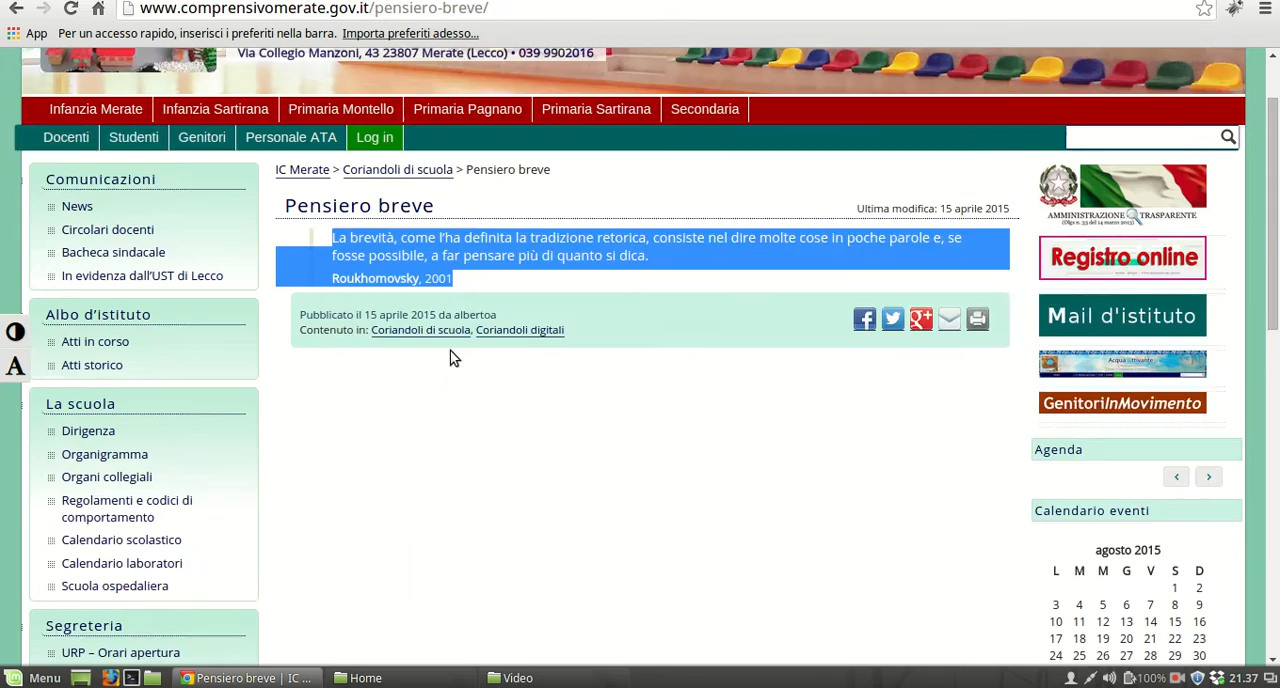 www.comprensivomerate.gov.it/pensiero-breve/
App Per un accesso rapido, inserisci i preferiti nella barra. Importa preferiti adesso...
Via Collegio Manzoni, 43 23807 Merate (Lecco) • 039 9902016
Infanzia Merate Infanzia Sartirana Primaria Montello Primaria Pagnano Primaria Sartirana Secondaria
Docenti Studenti Genitori Personale ATA Log in
Comunicazioni
News
Circolari docenti
Bacheca sindacale
In evidenza dall'UST di Lecco
Albo d'istituto
Atti in corso
Atti storico
La scuola
Dirigenza
Organigramma
Organi collegiali
Regolamenti e codici di
comportamento
Calendario scolastico
Calendario laboratori
Scuola ospedaliera
Segreteria
URP – Orari apertura
IC Merate > Coriandoli di scuola > Pensiero breve
Pensiero breve
Ultima modifica: 15 aprile 2015
La brevità, come l'ha definita la tradizione retorica, consiste nel dire molte cose in poche parole e, se
fosse possibile, a far pensare più di quanto si dica.
Roukhomovsky, 2001
Pubblicato il 15 aprile 2015 da albertoa
Contenuto in: Coriandoli di scuola, Coriandoli digitali
AMMINISTRAZIONE TRASPARENTE
Registro online
Mail d'istituto
GenitoriInMovimento
Agenda
Calendario eventi
agosto 2015
L M M G V S D
1 2
3 4 5 6 7 8 9
10 11 12 13 14 15 16
17 18 19 20 21 22 23
24 25 26 27 28 29 30
Menu
Pensiero breve | IC ...
Home
Video
100%
21.37